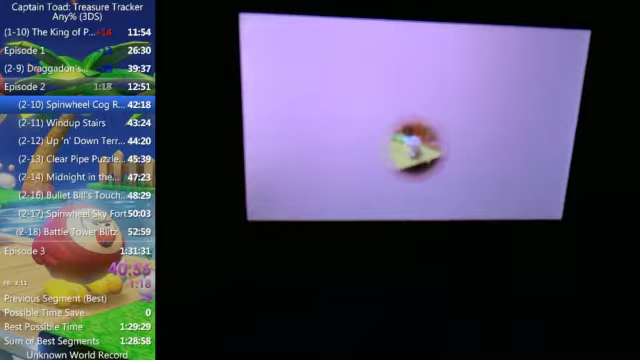 Captain Toad: Treasure Tracker
Any% (3DS)
(1-10) The King of P... +14 11:54
Episode 1 26:30
(2-9) Draggadon's... 39:37
Episode 2 1:18 12:51
(2-10) Spinwheel Cog R... 42:18
(2-11) Windup Stairs 43:24
(2-12) Up 'n' Down Terr... 44:20
(2-13) Clear Pipe Puzzle... 45:39
(2-14) Midnight in the... 47:23
(2-16) Bullet Bill's Touch... 48:29
(2-17) Spinwheel Sky Fort 50:03
(2-18) Battle Tower Blitz 52:59
Episode 3 1:31:31
40:56
1:18
Previous Segment (Best)
Possible Time Save 0
Best Possible Time 1:29:29
Sum of Best Segments 1:28:58
Unknown World Record